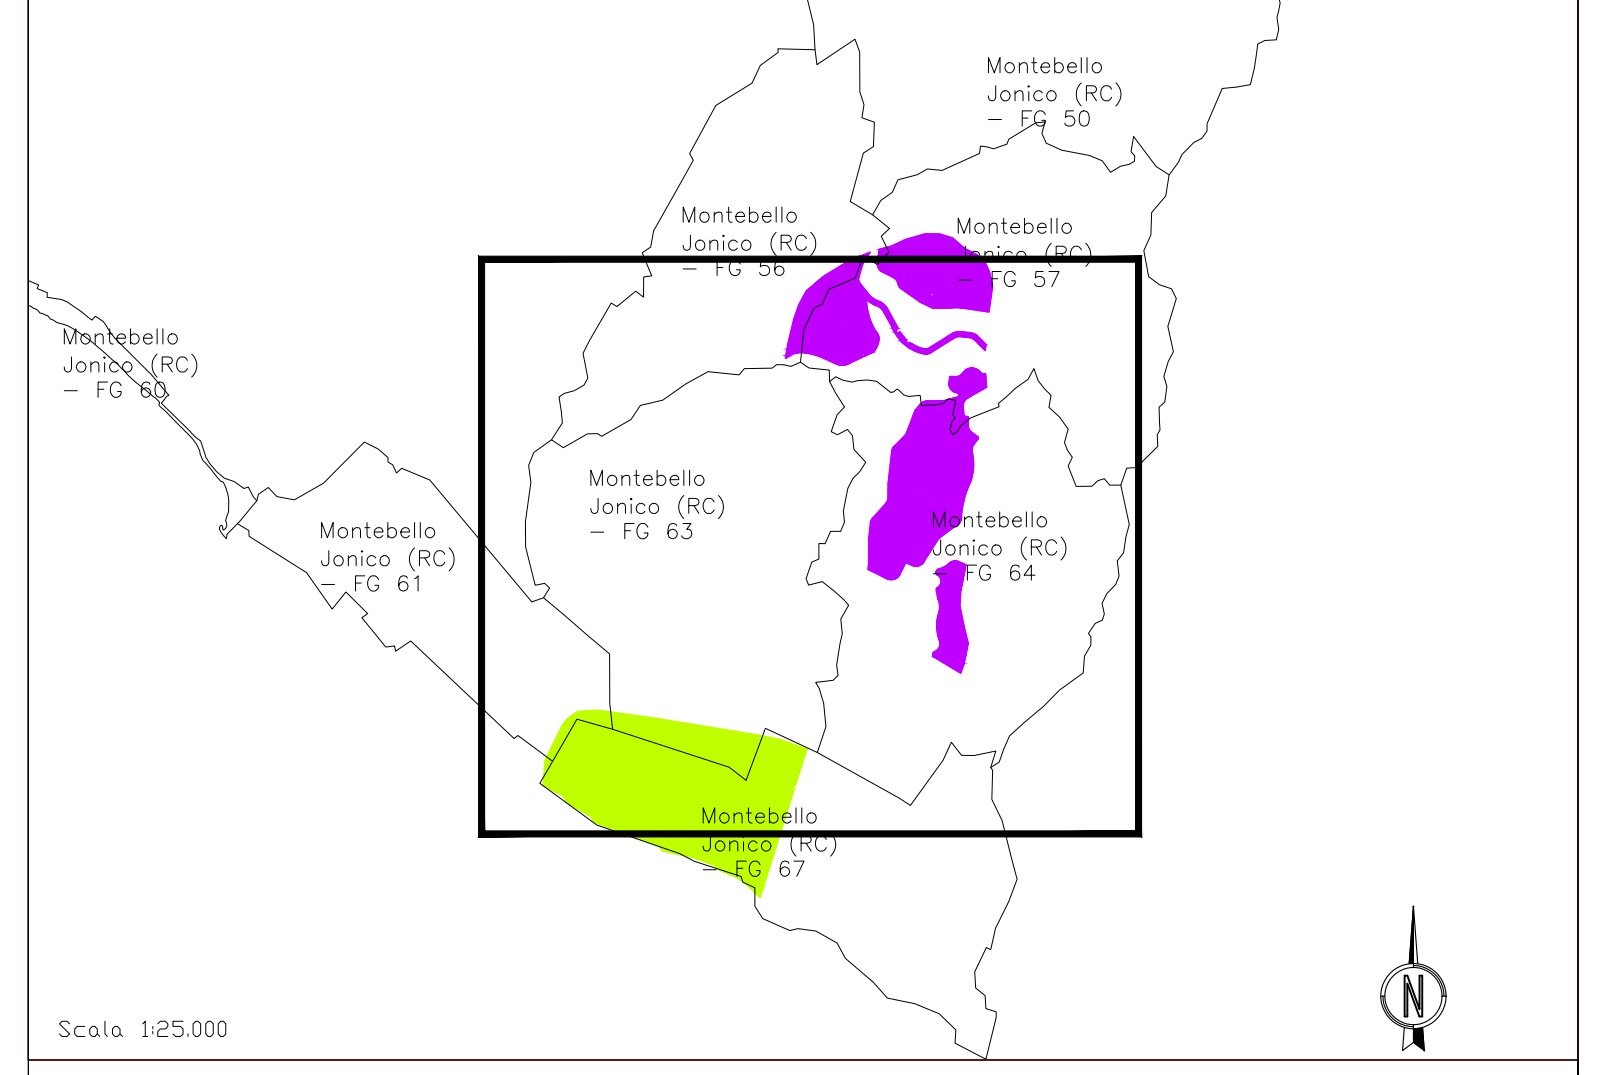 Montebello
Jonico (RC)
– FG 50
Montebello
Jonico (RC)
– FG 56
Montebello
Jonico (RC)
– FG 57
Montebello
Jonico (RC)
– FG 60
Montebello
Jonico (RC)
– FG 63
Montebello
Jonico (RC)
– FG 61
Montebello
Jonico (RC)
– FG 64
Montebello
Jonico (RC)
– FG 67
Scala 1:25.000
N